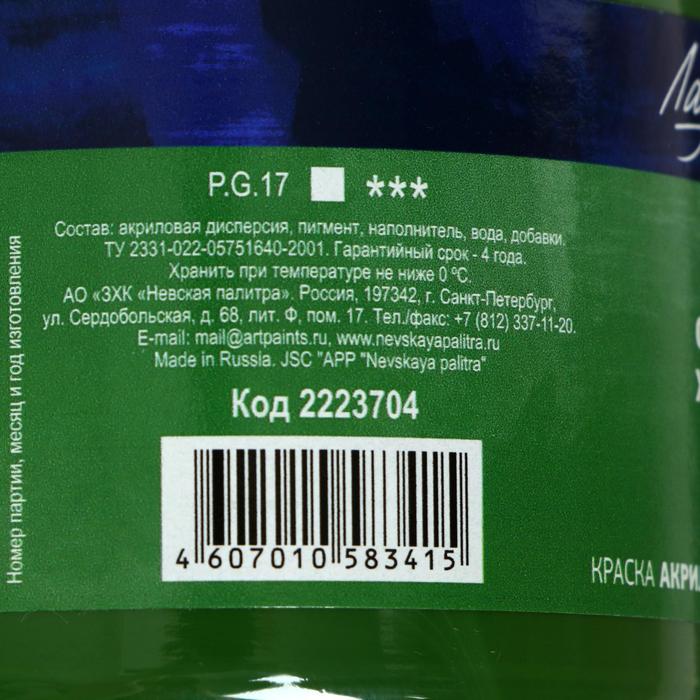 Ла
P.G.17 ***
Состав: акриловая дисперсия, пигмент, наполнитель, вода, добавки.
ТУ 2331-022-05751640-2001. Гарантийный срок - 4 года.
Хранить при температуре не ниже 0 ºС.
АО «ЗХК «Невская палитра». Россия, 197342, г. Санкт-Петербург,
ул. Сердобольская, д. 68, лит. Ф, пом. 17. Тел./факс: +7 (812) 337-11-20.
E-mail: mail@artpaints.ru, www.nevskayapalitra.ru
Made in Russia. JSC "APP "Nevskaya palitra"
Код 2223704
4 607010 583415
Номер партии, месяц и год изготовления
КРАСКА АКРИ